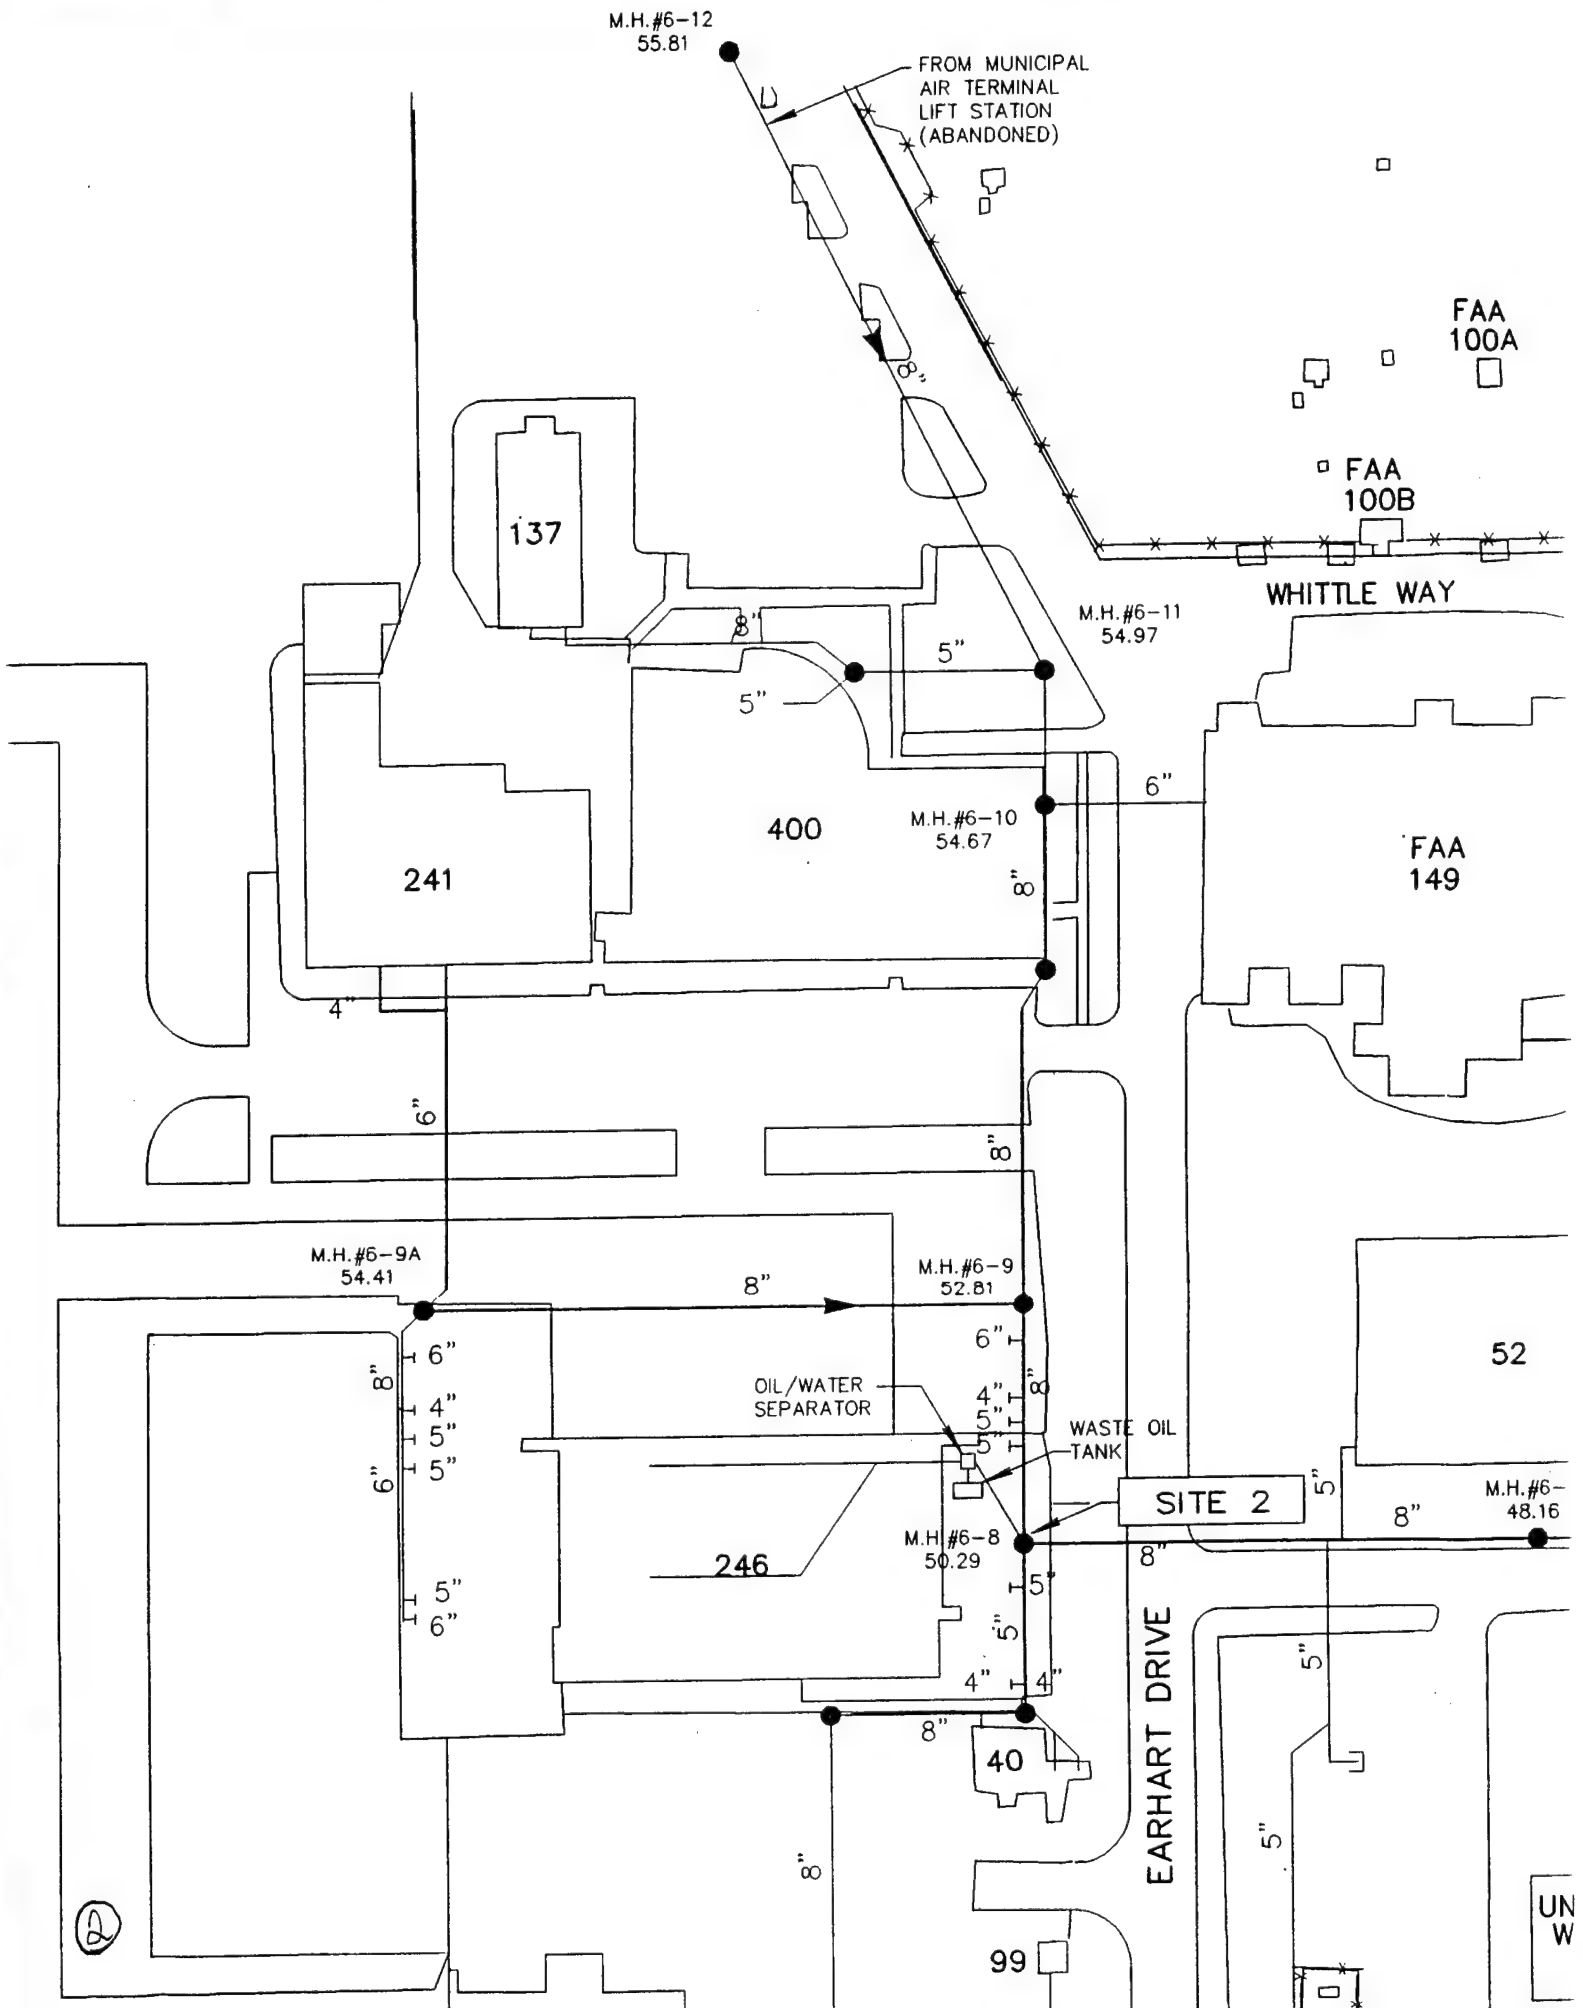 M.H.#6-12
55.81
FROM MUNICIPAL
AIR TERMINAL
LIFT STATION
(ABANDONED)
8"
FAA
100A
FAA
100B
137
WHITTLE WAY
M.H.#6-11
54.97
8"
5"
5"
6"
M.H.#6-10
54.67
400
8"
FAA
149
241
4"
6"
8"
M.H.#6-9A
54.41
8"
M.H.#6-9
52.81
6"
8"
6"
4"
5"
5"
6"
5"
6"
OIL/WATER
SEPARATOR
4"
8"
5"
5"
WASTE OIL
TANK
52
SITE 2
5"
M.H.#6-
48.16
8"
8"
M.H.#6-8
50.29
246
5"
5"
4"
4"
8"
40
EARHART DRIVE
5"
5"
8"
2
99
UN
W